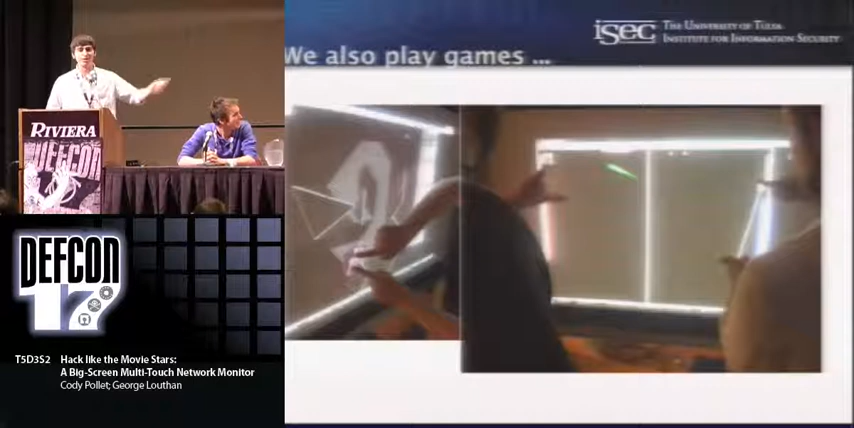 iSec THE UNIVERSITY OF TULSA
INSTITUTE FOR INFORMATION SECURITY
We also play games ...
RIVIERA
DEFCON
DEFCON
17
T5D3S2 Hack like the Movie Stars:
A Big-Screen Multi-Touch Network Monitor
Cody Pollet; George Louthan